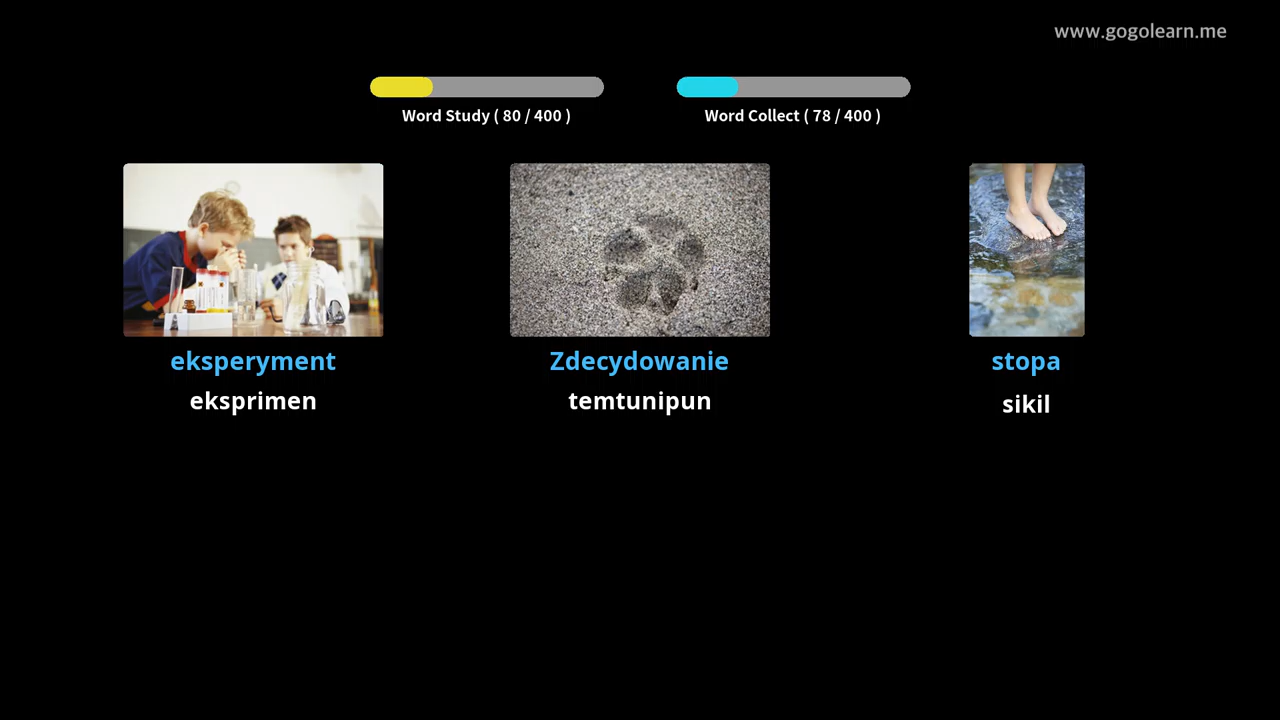 www.gogolearn.me
Word Study ( 80 / 400 )
Word Collect ( 78 / 400 )
eksperyment
eksprimen
Zdecydowanie
temtunipun
stopa
sikil